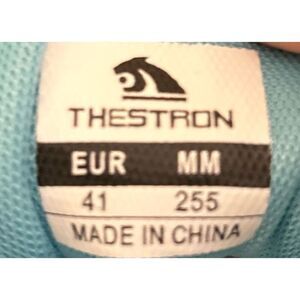 THESTRON
EUR MM
41 255
MADE IN CHINA